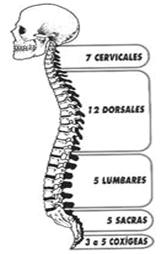 7 CERVICALES
12 DORSALES
5 LUMBARES
5 SACRAS
3 a 5 COXÍGEAS